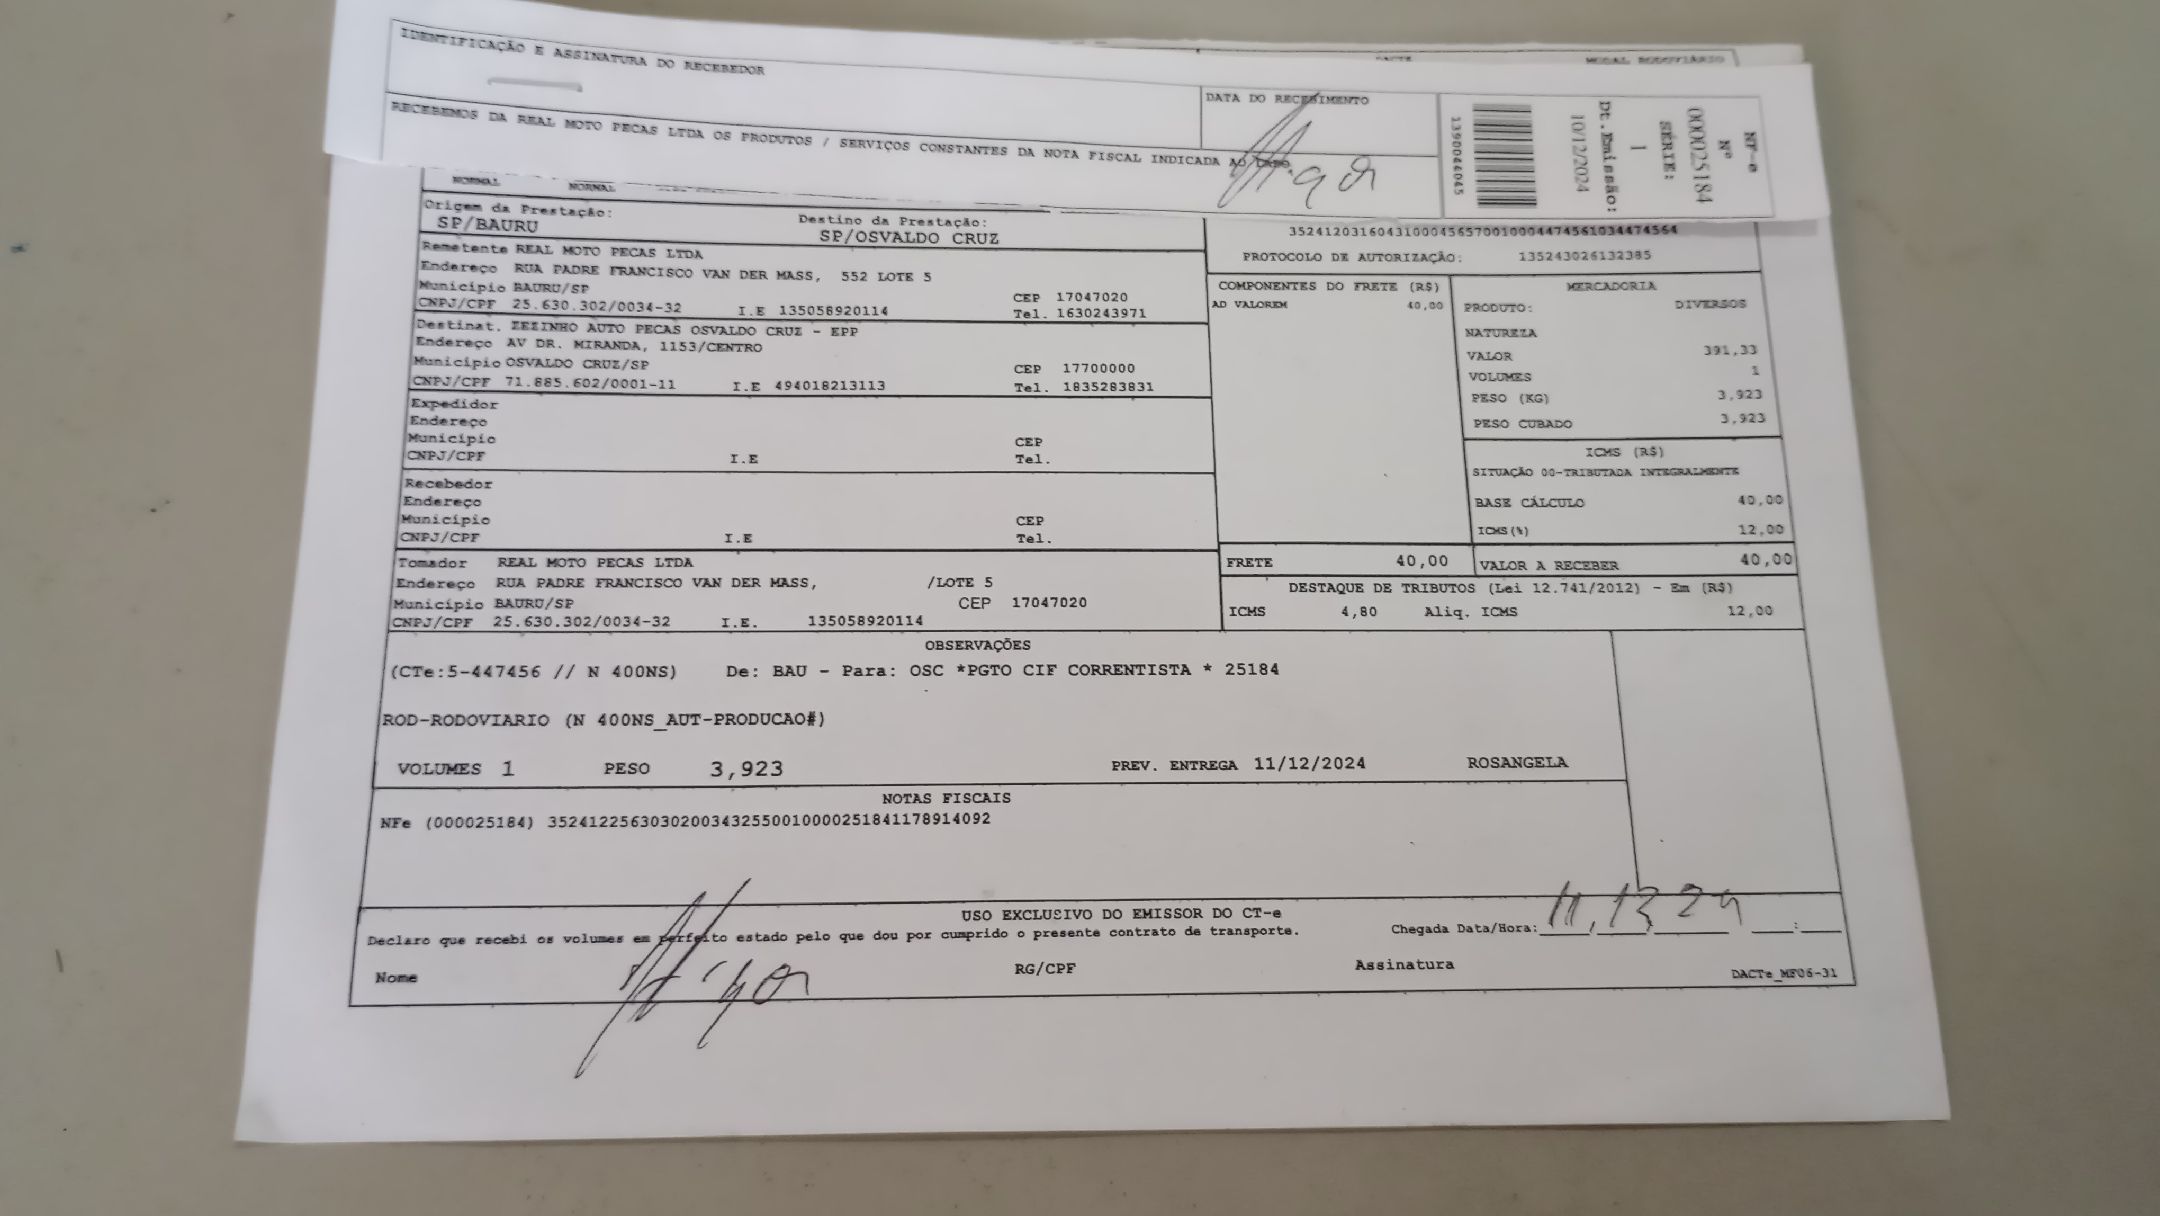 IDENTIFICAÇÃO E ASSINATURA DO RECEBEDOR
MODAL RODOVIÁRIO
DATA DO RECEBIMENTO
RECEBEMOS DA REAL MOTO PECAS LTDA OS PRODUTOS / SERVIÇOS CONSTANTES DA NOTA FISCAL INDICADA AO LADO.
NF-e
Nº
000025184
SÉRIE:
1
Dt.Emissão:
10/12/2024
1390044045
NORMAL NORMAL
Origem da Prestação:
SP/BAURU
Destino da Prestação:
SP/OSVALDO CRUZ
35241203160431000456570010004474561034474564
PROTOCOLO DE AUTORIZAÇÃO: 135243026132385
Remetente REAL MOTO PECAS LTDA
Endereço RUA PADRE FRANCISCO VAN DER MASS, 552 LOTE 5
Município BAURU/SP CEP 17047020
CNPJ/CPF 25.630.302/0034-32 I.E 135058920114 Tel. 1630243971
Destinat. ZEZINHO AUTO PECAS OSVALDO CRUZ - EPP
Endereço AV DR. MIRANDA, 1153/CENTRO
Município OSVALDO CRUZ/SP CEP 17700000
CNPJ/CPF 71.885.602/0001-11 I.E 494018213113 Tel. 1835283831
Expedidor
Endereço
Município CEP
CNPJ/CPF I.E Tel.
Recebedor
Endereço
Município CEP
CNPJ/CPF I.E Tel.
Tomador REAL MOTO PECAS LTDA
Endereço RUA PADRE FRANCISCO VAN DER MASS, /LOTE 5
Município BAURU/SP CEP 17047020
CNPJ/CPF 25.630.302/0034-32 I.E. 135058920114
COMPONENTES DO FRETE (R$)
AD VALOREM 40,00
MERCADORIA
PRODUTO: DIVERSOS
NATUREZA
VALOR 391,33
VOLUMES 1
PESO (KG) 3,923
PESO CUBADO 3,923
ICMS (R$)
SITUAÇÃO 00-TRIBUTADA INTEGRALMENTE
BASE CÁLCULO 40,00
ICMS(%) 12,00
FRETE 40,00 VALOR A RECEBER 40,00
DESTAQUE DE TRIBUTOS (Lei 12.741/2012) - Em (R$)
ICMS 4,80 Aliq. ICMS 12,00
OBSERVAÇÕES
(CTe:5-447456 // N 400NS) De: BAU - Para: OSC *PGTO CIF CORRENTISTA * 25184
ROD-RODOVIARIO (N 400NS_AUT-PRODUCAO#)
VOLUMES 1 PESO 3,923 PREV. ENTREGA 11/12/2024 ROSANGELA
NOTAS FISCAIS
NFe (000025184) 35241225630302003432550010000251841178914092
USO EXCLUSIVO DO EMISSOR DO CT-e
Declaro que recebi os volumes em perfeito estado pelo que dou por cumprido o presente contrato de transporte.
Chegada Data/Hora:
Nome RG/CPF Assinatura
DACTe_MF06-31